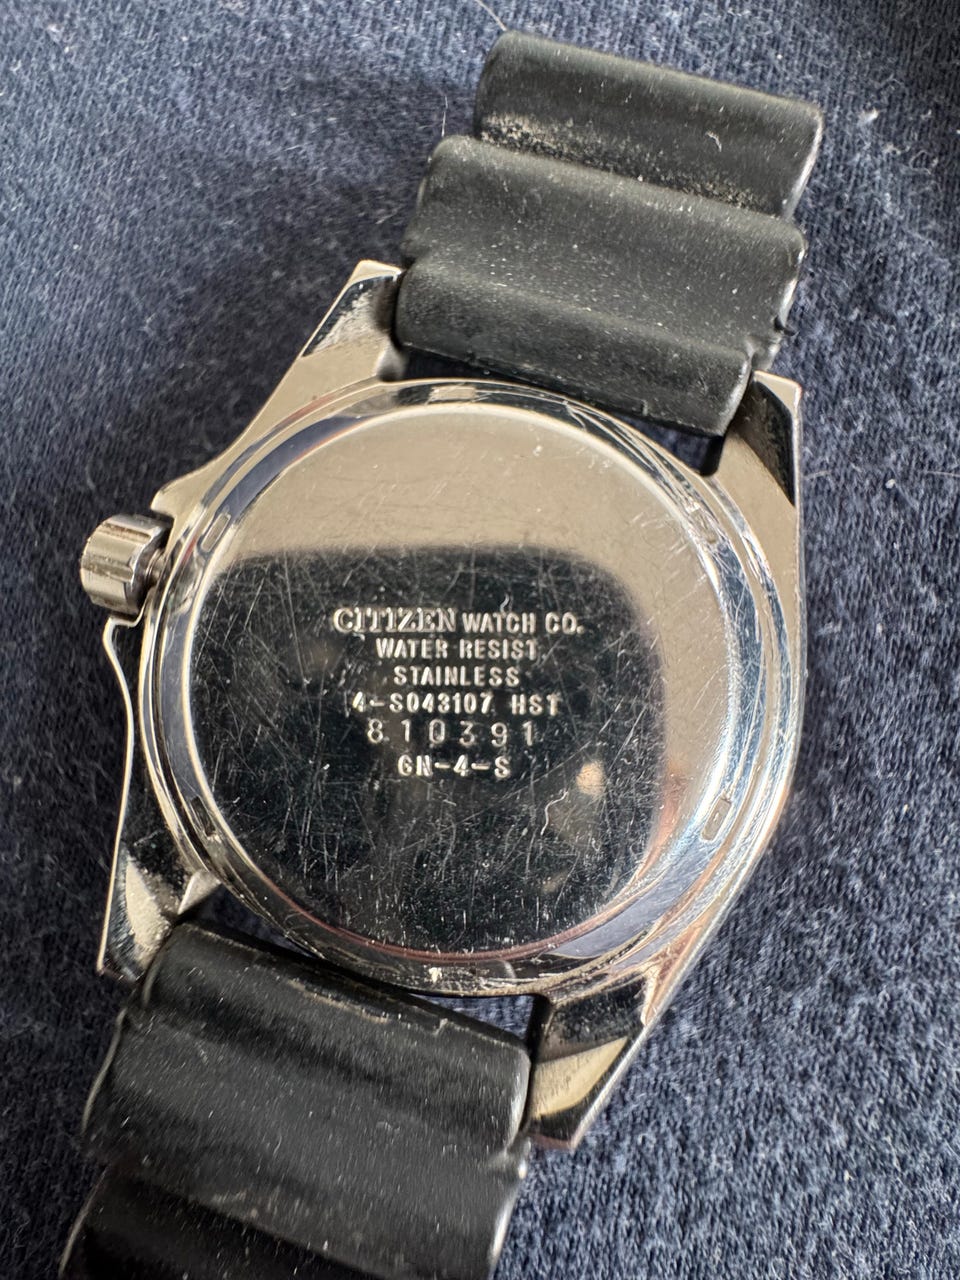 CITIZEN WATCH CO.
WATER RESIST
STAINLESS
4-S043107 HST
810391
GN-4-S